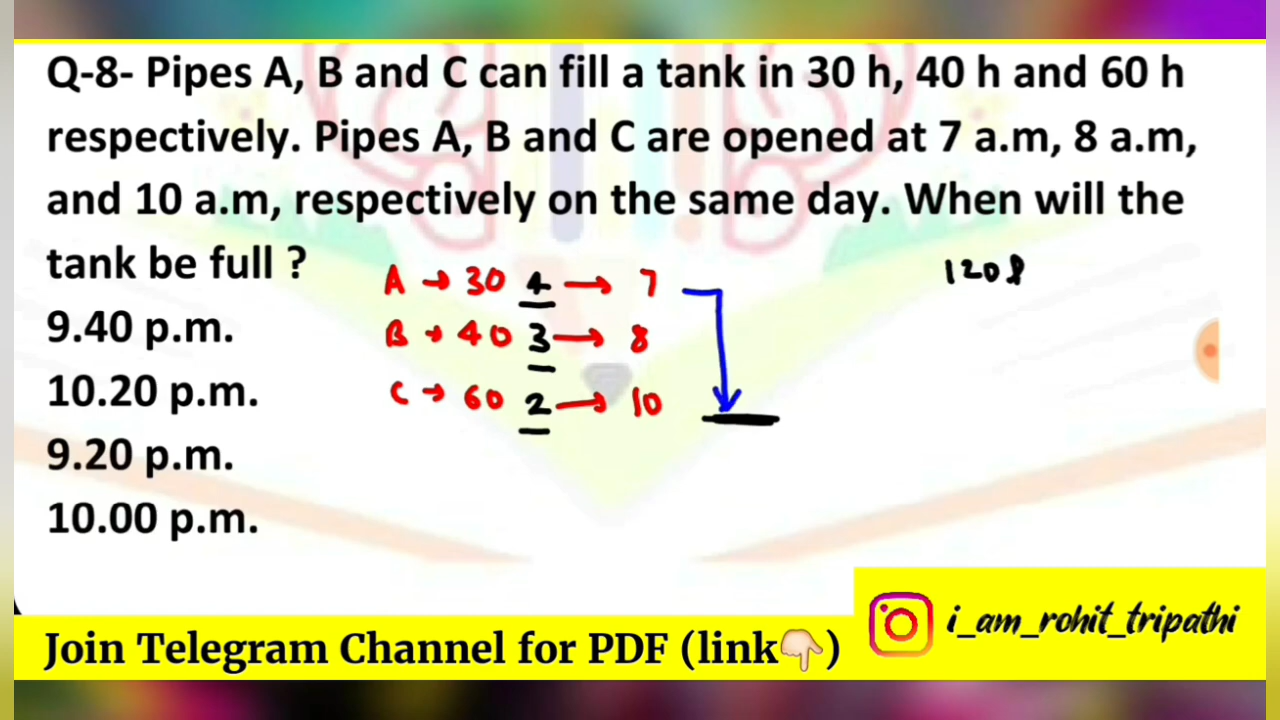 Q-8- Pipes A, B and C can fill a tank in 30 h, 40 h and 60 h
respectively. Pipes A, B and C are opened at 7 a.m, 8 a.m,
and 10 a.m, respectively on the same day. When will the
tank be full ?
120 l
A → 30 4 → 7
B → 40 3 → 8
C → 60 2 → 10
9.40 p.m.
10.20 p.m.
9.20 p.m.
10.00 p.m.
i_am_rohit_tripathi
Join Telegram Channel for PDF (link👇🏻)